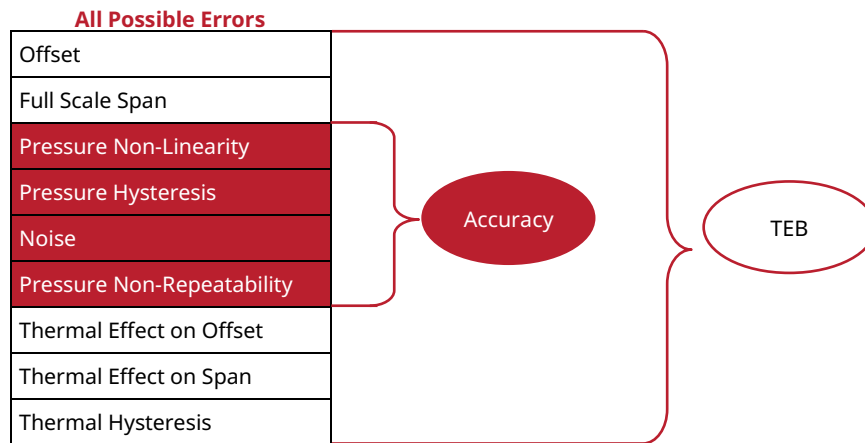 All Possible Errors
Offset
Full Scale Span
Pressure Non-Linearity
Pressure Hysteresis
Noise
Pressure Non-Repeatability
Thermal Effect on Offset
Thermal Effect on Span
Thermal Hysteresis
Accuracy
TEB